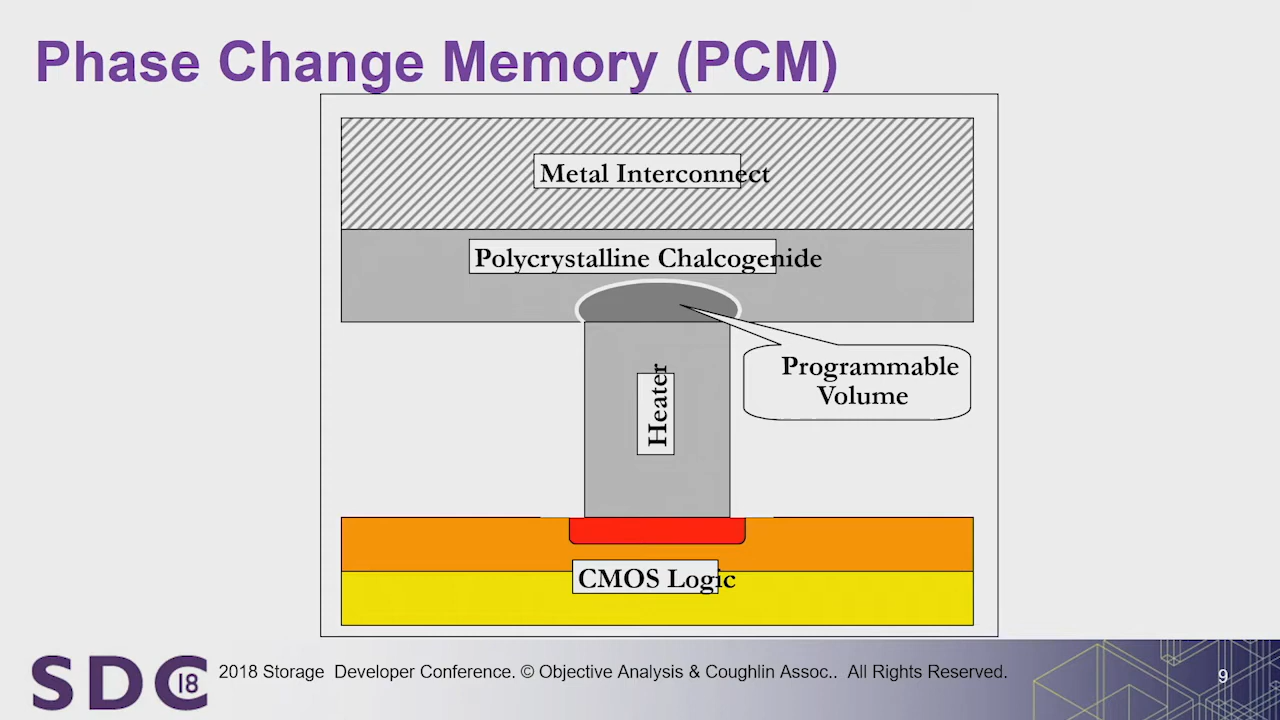 Phase Change Memory (PCM)
Metal Interconnect
Polycrystalline Chalcogenide
Programmable
Volume
Heater
CMOS Logic
SDC 18
2018 Storage Developer Conference. © Objective Analysis & Coughlin Assoc.. All Rights Reserved.
9